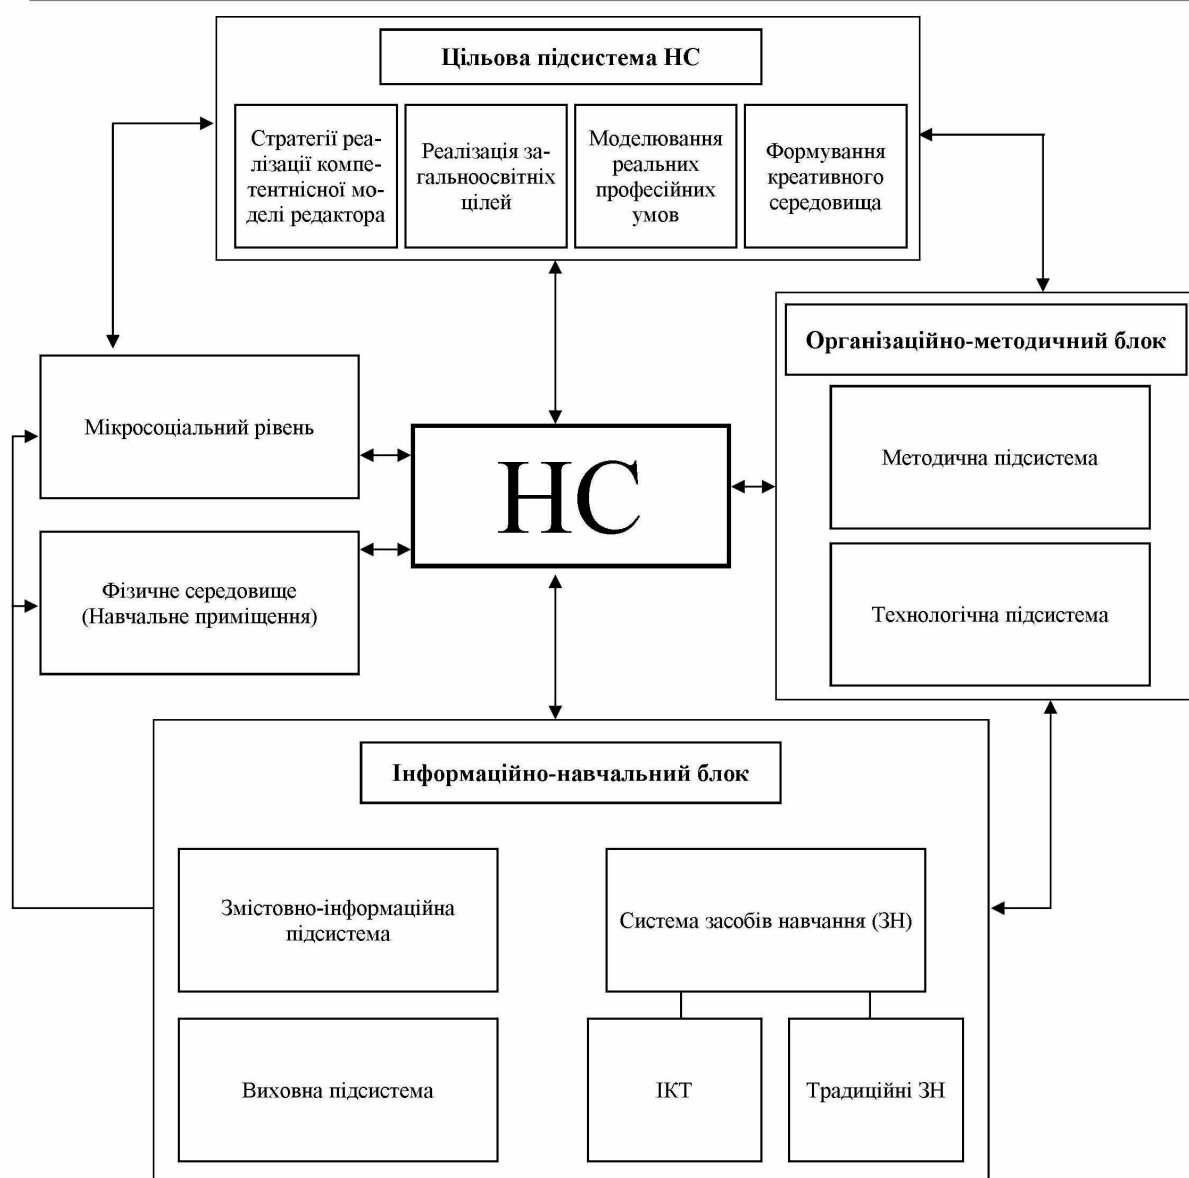 Цільова підсистема НС
Стратегії реа-
лізації компе-
тентнісної мо-
делі редактора
Реалізація за-
гальноосвітніх
цілей
Моделювання
реальних
професійних
умов
Формування
креативного
середовища
Організаційно-методичний блок
Методична підсистема
Технологічна підсистема
Мікросоціальний рівень
НС
Фізичне середовище
(Навчальне приміщення)
Інформаційно-навчальний блок
Змістовно-інформаційна
підсистема
Система засобів навчання (ЗН)
Виховна підсистема
ІКТ
Традиційні ЗН